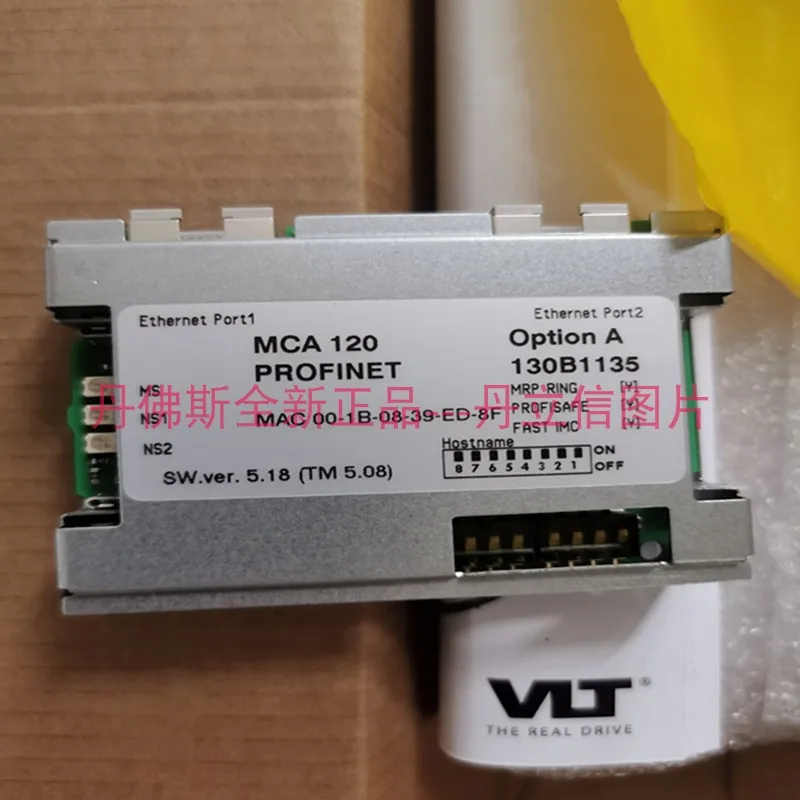 Ethernet Port1
Ethernet Port2
MCA 120
Option A
PROFINET
130B1135
MS
MRP-RING [Y]
NS1
MAC 00-1B-08-39-ED-8F
PROFISAFE [Y]
丹佛斯全新正品——丹立信图片
FAST IMO [Y]
NS2
Hostname
ON
8 7 6 5 4 3 2 1
OFF
SW.ver. 5.18 (TM 5.08)
VLT®
THE REAL DRIVE